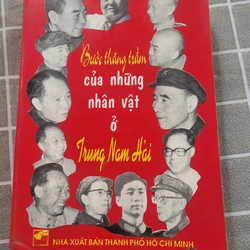 Bước thăng trầm
của những
nhân vật
ở
Trung Nam Hải
NHÀ XUẤT BẢN THÀNH PHỐ HỒ CHÍ MINH